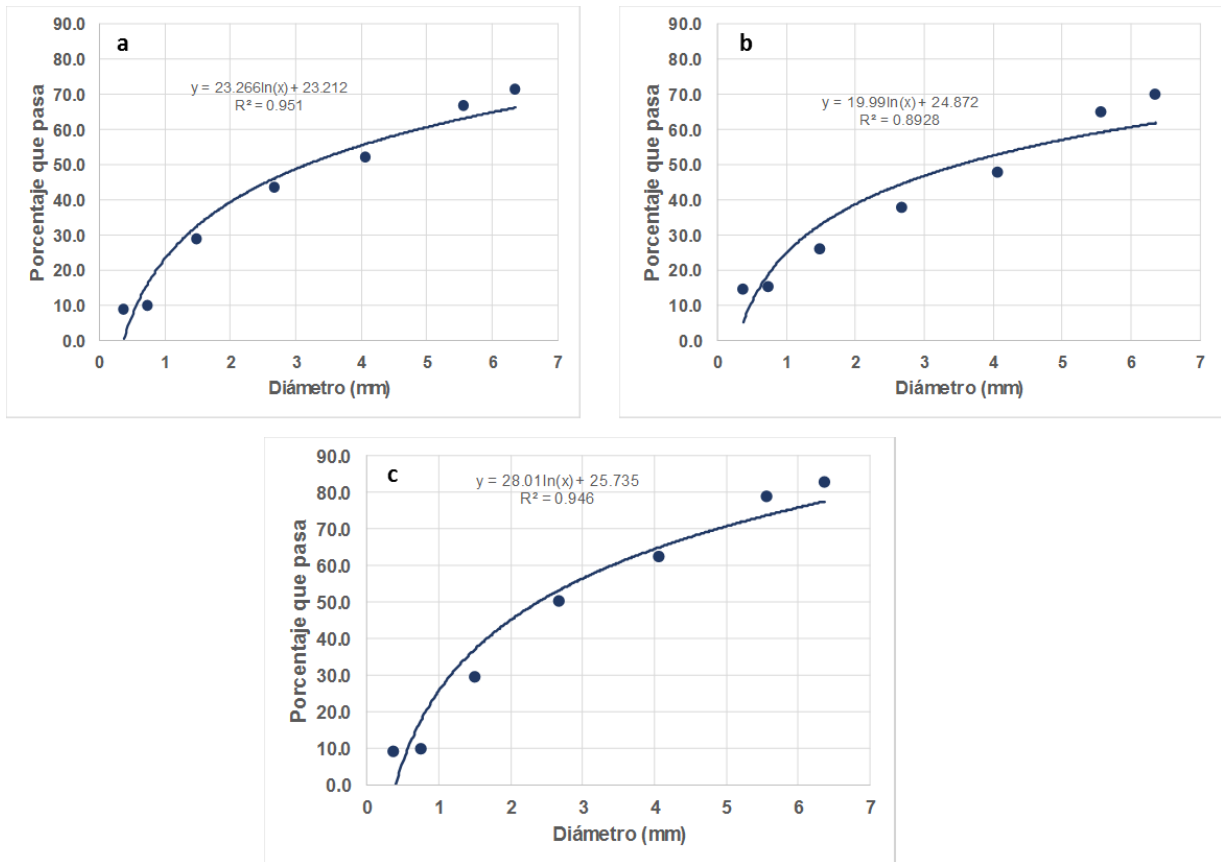 a
y = 23.266ln(x) + 23.212
R² = 0.951
Porcentaje que pasa
90.0
80.0
70.0
60.0
50.0
40.0
30.0
20.0
10.0
0.0
0 1 2 3 4 5 6 7
Diámetro (mm)
b
y = 19.99ln(x) + 24.872
R² = 0.8928
Porcentaje que pasa
90.0
80.0
70.0
60.0
50.0
40.0
30.0
20.0
10.0
0.0
0 1 2 3 4 5 6 7
Diámetro (mm)
c
y = 28.01ln(x) + 25.735
R² = 0.946
Porcentaje que pasa
90.0
80.0
70.0
60.0
50.0
40.0
30.0
20.0
10.0
0.0
0 1 2 3 4 5 6 7
Diámetro (mm)